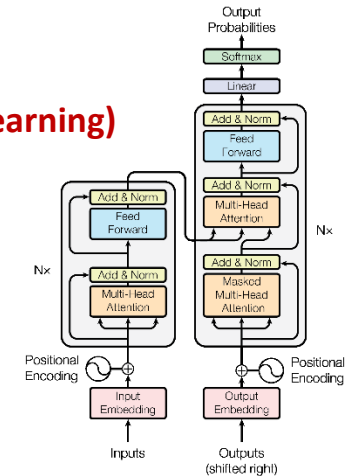 Output
Probabilities
Softmax
Linear
earning)
Add & Norm
Feed
Forward
Add & Norm
Multi-Head
Attention
Add & Norm
Feed
Forward
N×
N×
Add & Norm
Multi-Head
Attention
Add & Norm
Masked
Multi-Head
Attention
Positional
Encoding
Positional
Encoding
Input
Embedding
Output
Embedding
Inputs
Outputs
(shifted right)